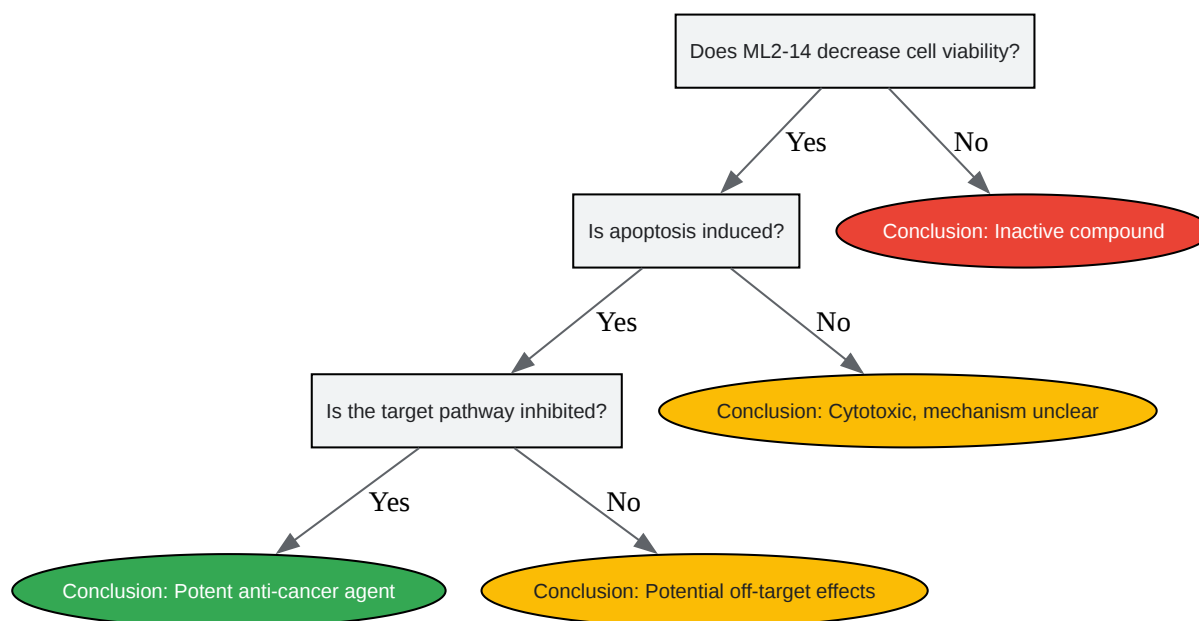 Does ML2-14 decrease cell viability?
Yes
No
Is apoptosis induced?
Conclusion: Inactive compound
Yes
No
Is the target pathway inhibited?
Conclusion: Cytotoxic, mechanism unclear
Yes
No
Conclusion: Potent anti-cancer agent
Conclusion: Potential off-target effects